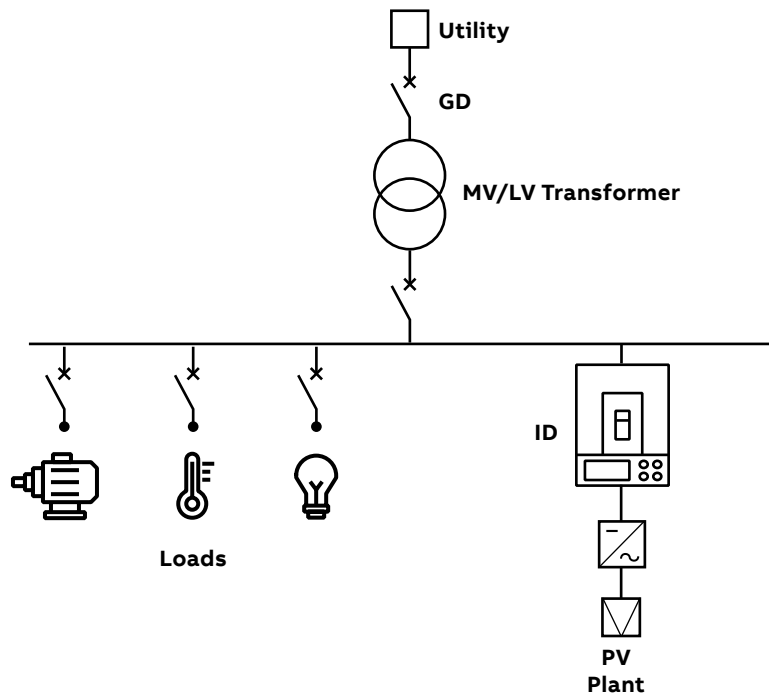 Utility
GD
MV/LV Transformer
ID
Loads
PV
Plant